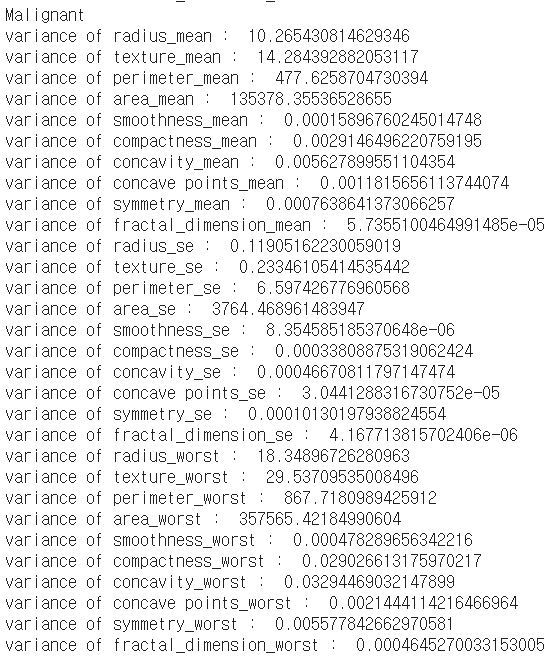 Malignant
variance of radius_mean :  10.265430814629346
variance of texture_mean :  14.284392882053117
variance of perimeter_mean :  477.6258704730394
variance of area_mean :  135378.35536528655
variance of smoothness_mean :  0.00015896760245014748
variance of compactness_mean :  0.0029146496220759195
variance of concavity_mean :  0.005627899551104354
variance of concave points_mean :  0.0011815656113744074
variance of symmetry_mean :  0.0007638641373066257
variance of fractal_dimension_mean :  5.7355100464991485e-05
variance of radius_se :  0.11905162230059019
variance of texture_se :  0.23346105414535442
variance of perimeter_se :  6.597426776960568
variance of area_se :  3764.468961483947
variance of smoothness_se :  8.354585185370648e-06
variance of compactness_se :  0.00033808875319062424
variance of concavity_se :  0.00046670811797147474
variance of concave points_se :  3.0441288316730752e-05
variance of symmetry_se :  0.00010130197938824554
variance of fractal_dimension_se :  4.167713815702406e-06
variance of radius_worst :  18.34896726280963
variance of texture_worst :  29.53709535008496
variance of perimeter_worst :  867.7180989425912
variance of area_worst :  357565.42184990604
variance of smoothness_worst :  0.000478289656342216
variance of compactness_worst :  0.029026613175970217
variance of concavity_worst :  0.03294469032147899
variance of concave points_worst :  0.0021444114216466964
variance of symmetry_worst :  0.005577842662970581
variance of fractal_dimension_worst :  0.0004645270033153005